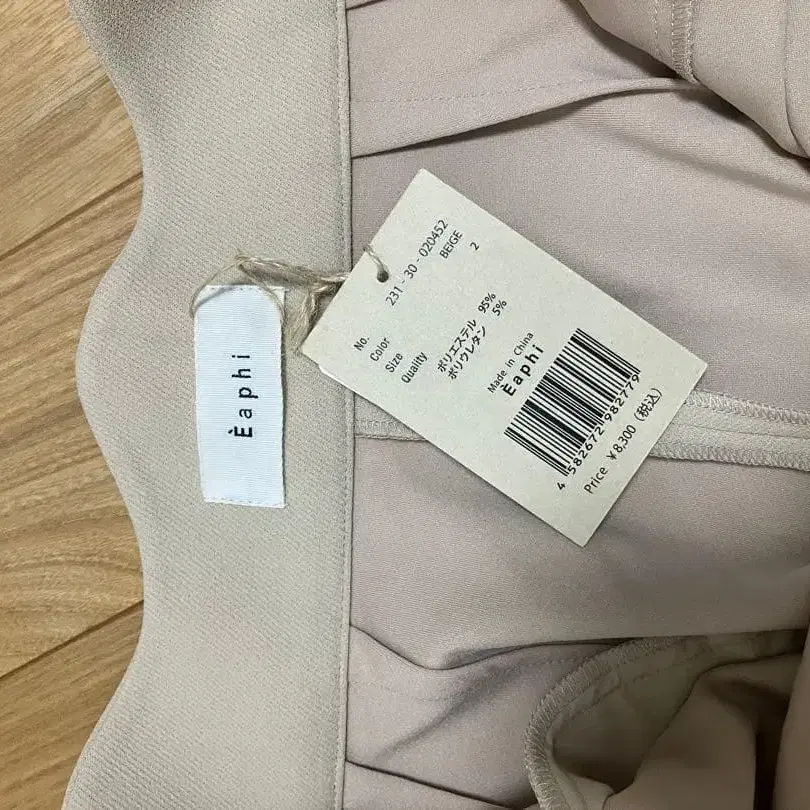 Èaphi
No. 231-30-020452
Color BEIGE
Size 2
Quality ポリエステル 95%
ポリウレタン 5%
Made in China
Èaphi
4 582672 982779
Price ¥8,300 (税込)